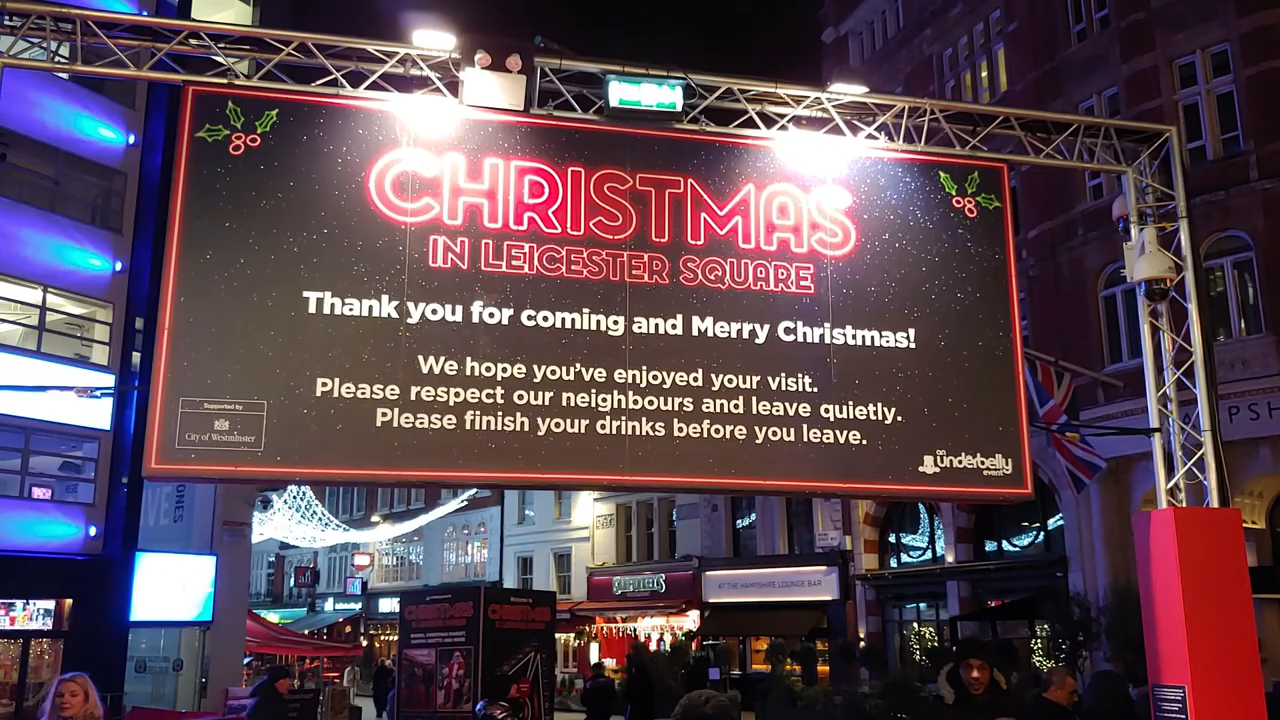 CHRISTMAS
IN LEICESTER SQUARE
Thank you for coming and Merry Christmas!
We hope you've enjoyed your visit.
Please respect our neighbours and leave quietly.
Please finish your drinks before you leave.
Supported by
City of Westminster
an
underbelly
event
AT THE HAMPSHIRE LOUNGE BAR
CHRISTMAS
CHRISTMAS